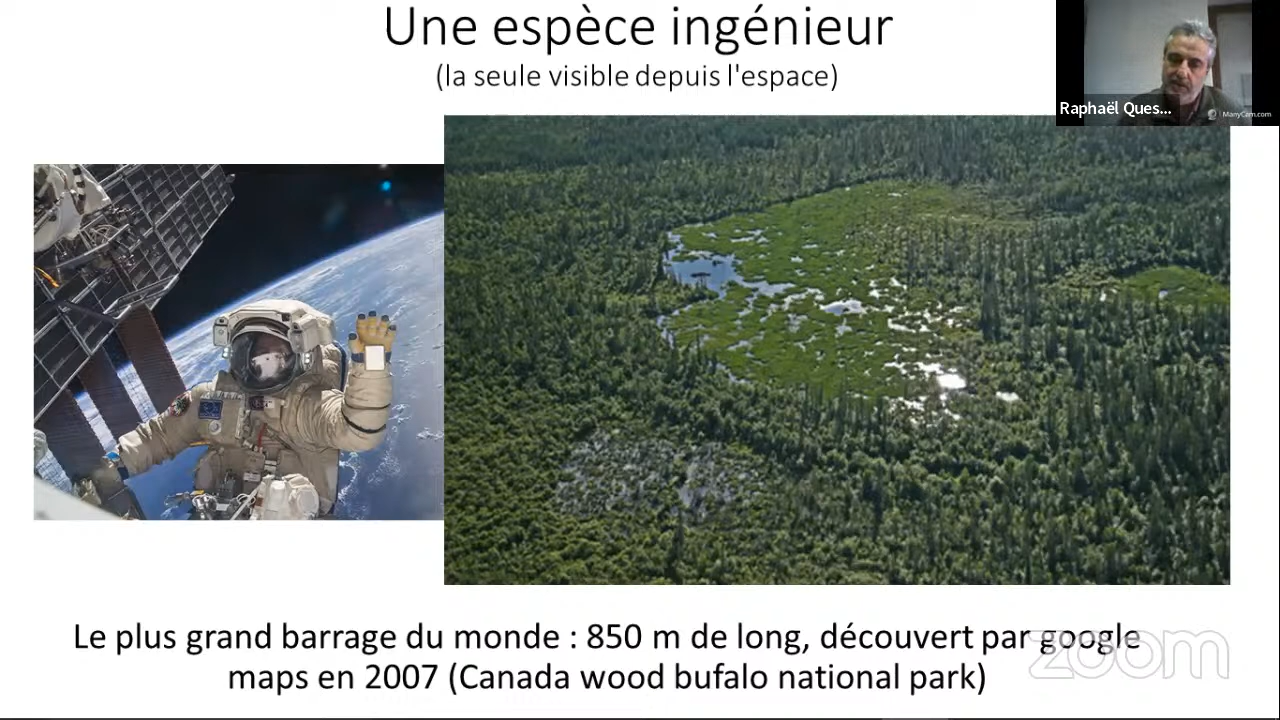 Une espèce ingénieur
(la seule visible depuis l'espace)
Raphaël Ques...
ManyCam.com
Le plus grand barrage du monde : 850 m de long, découvert par google
maps en 2007 (Canada wood bufalo national park)
zoom